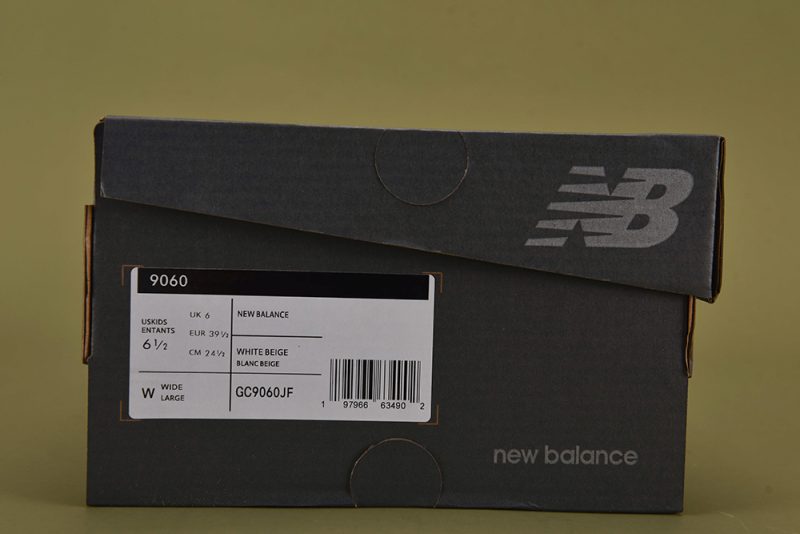 NB
9060
USKIDS
ENTANTS
6 1/2
UK 6
EUR 39 1/2
CM 24 1/2
NEW BALANCE
WHITE BEIGE
BLANC BEIGE
W WIDE
LARGE
GC9060JF
1 97966 63490 2
new balance